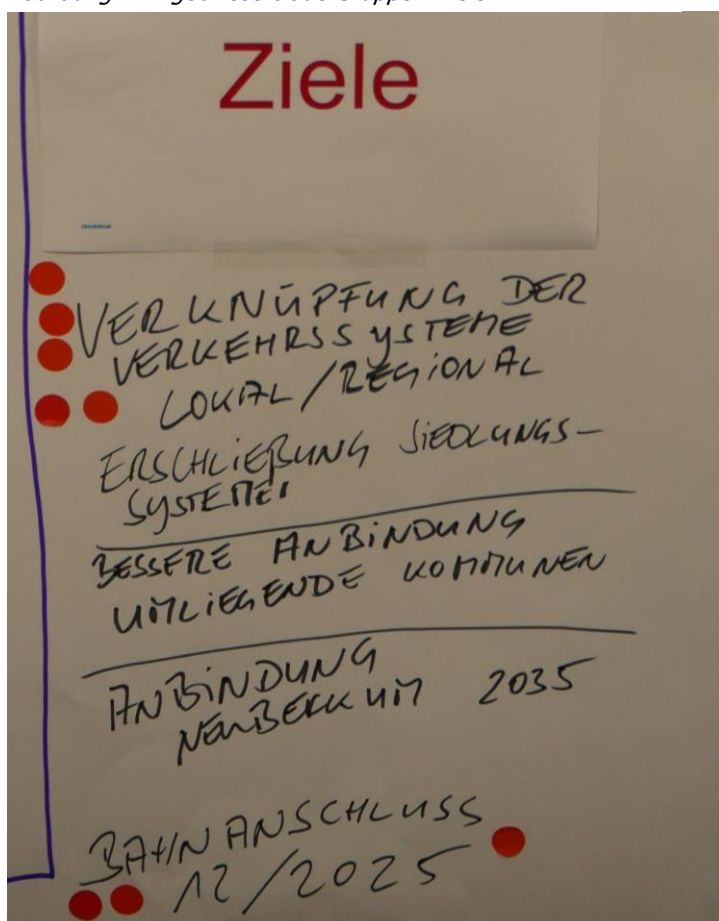 Ziele
VERKNÜPFUNG DER
VERKEHRSSYSTEME
LOKAL/REGIONAL
ERSCHLIEßUNG SIEDLUNGS-
SYSTEME
BESSERE ANBINDUNG
UMLIEGENDE KOMMUNEN
ANBINDUNG
NEUBECKUM 2035
BAHNANSCHLUSS
12/2025